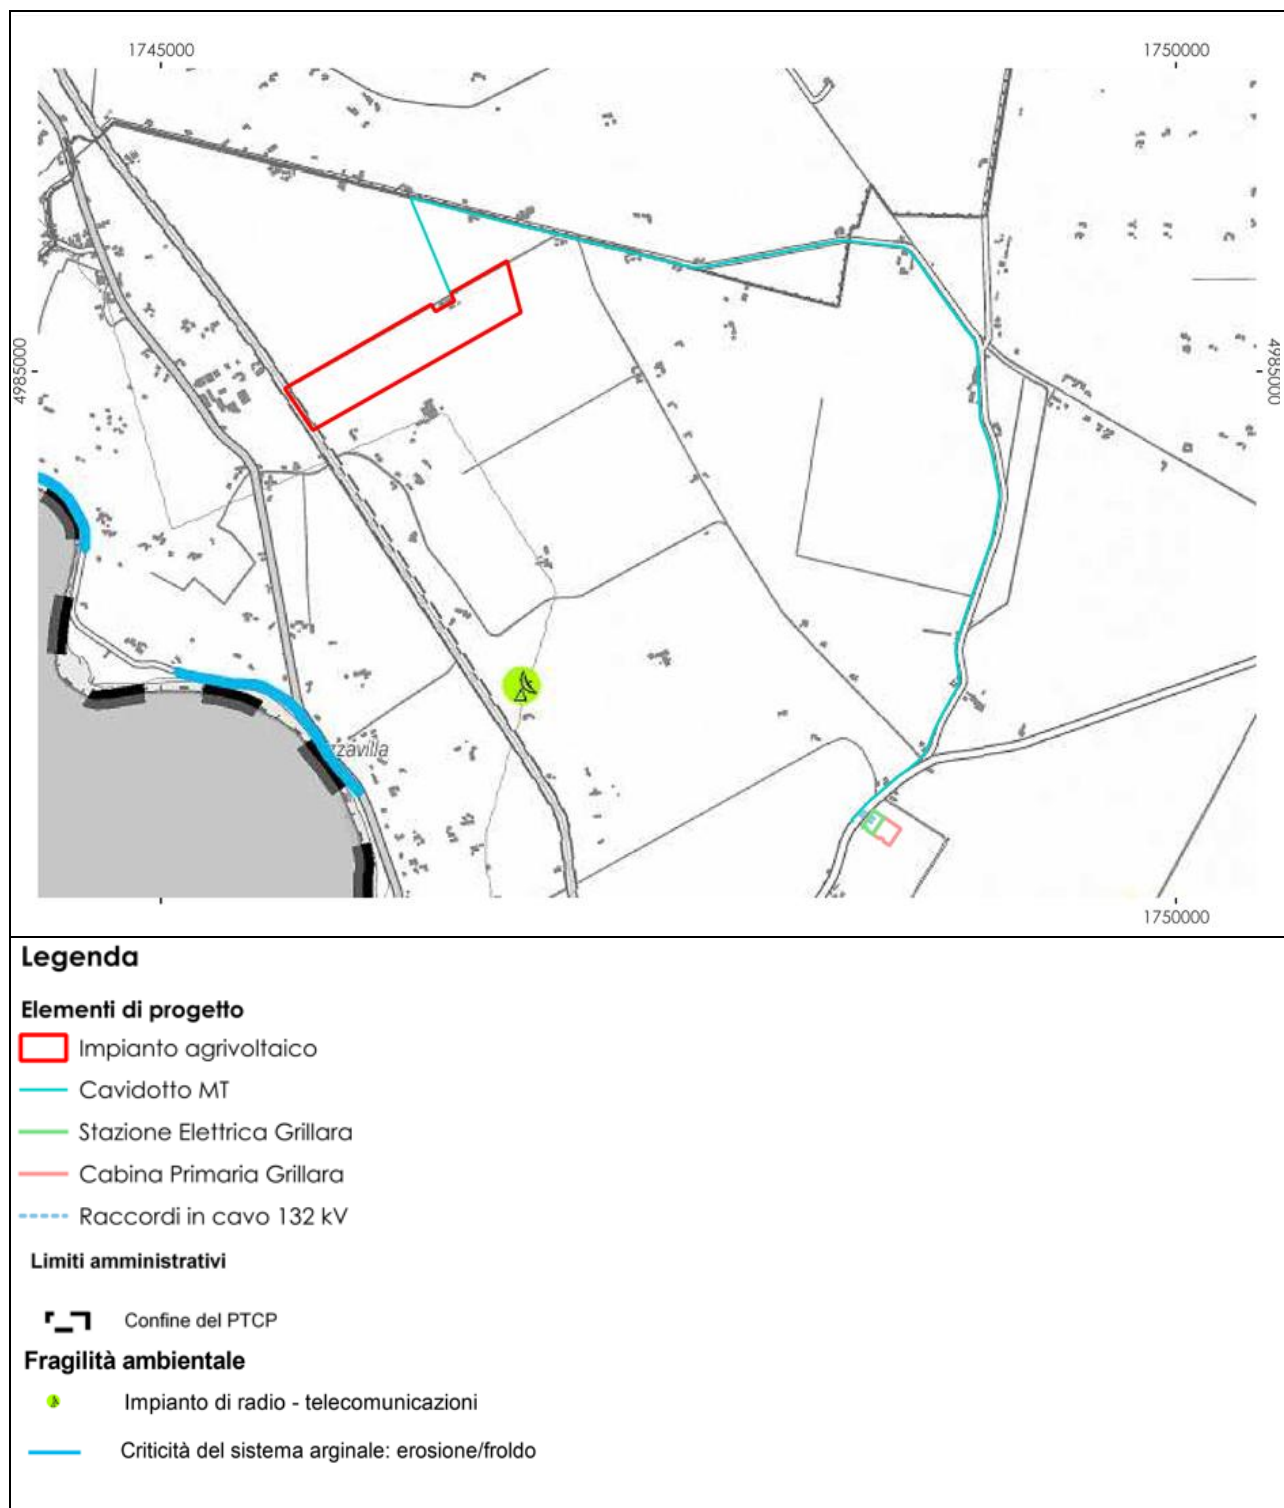 1745000
1750000
4985000
4985000
zzavilla
1750000
Legenda
Elementi di progetto
Impianto agrivoltaico
Cavidotto MT
Stazione Elettrica Grillara
Cabina Primaria Grillara
Raccordi in cavo 132 kV
Limiti amministrativi
Confine del PTCP
Fragilità ambientale
Impianto di radio - telecomunicazioni
Criticità del sistema arginale: erosione/froldo